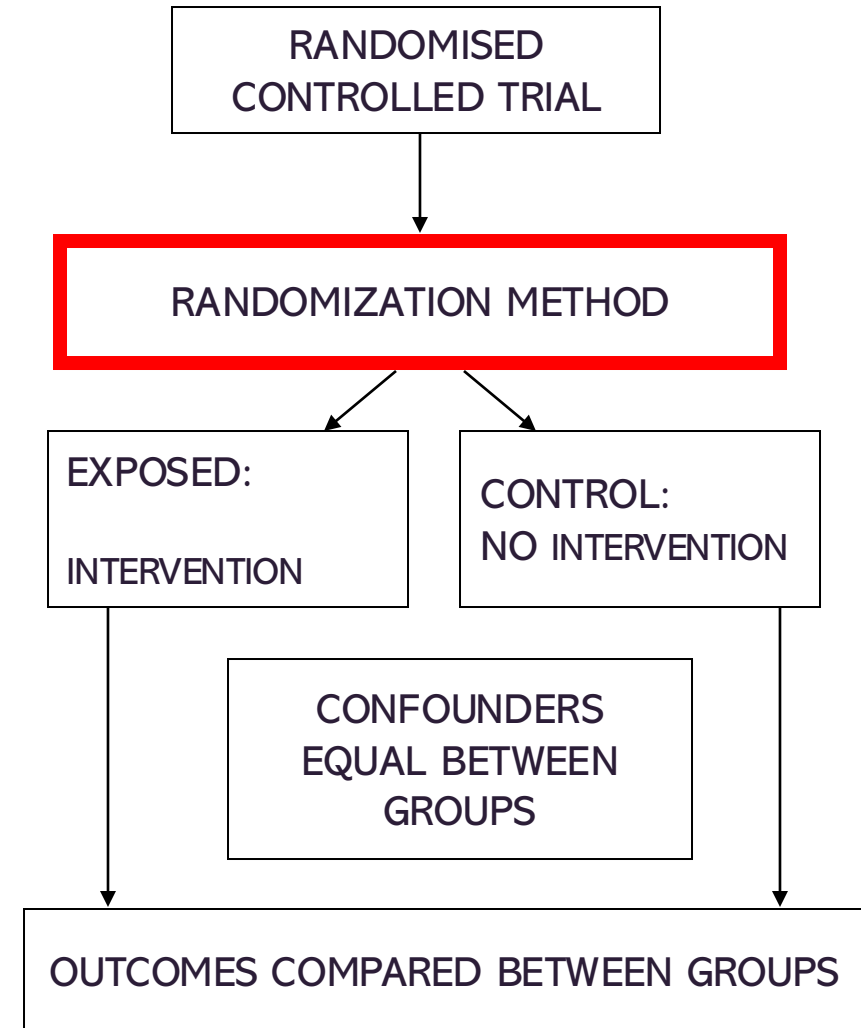 RANDOMISED
CONTROLLED TRIAL
RANDOMIZATION METHOD
EXPOSED:
INTERVENTION
CONTROL:
NO INTERVENTION
CONFOUNDERS
EQUAL BETWEEN
GROUPS
OUTCOMES COMPARED BETWEEN GROUPS